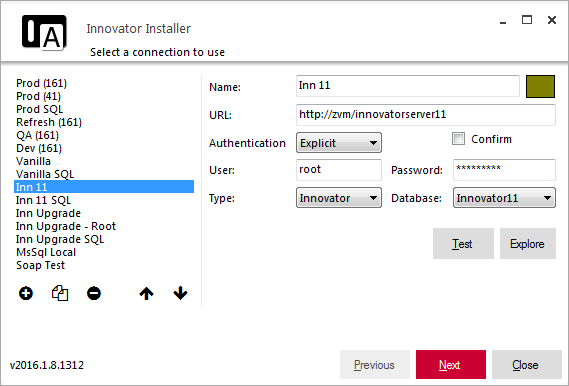 IA
Innovator Installer
Select a connection to use
Prod (161)
Prod (41)
Prod SQL
Refresh (161)
QA (161)
Dev (161)
Vanilla
Vanilla SQL
Inn 11
Inn 11 SQL
Inn Upgrade
Inn Upgrade - Root
Inn Upgrade SQL
MsSql Local
Soap Test
Name: Inn 11
URL: http://zvm/innovatorserver11
Authentication Explicit Confirm
User: root Password: *********
Type: Innovator Database: Innovator11
Test Explore
v2016.1.8.1312
Previous Next Close